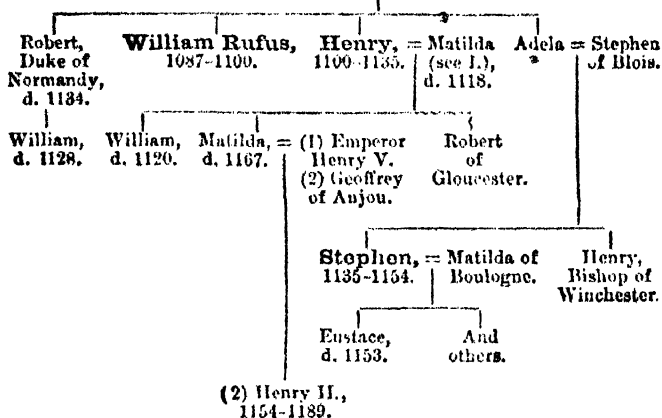 Robert,
Duke of
Normandy,
d. 1134.
William Rufus,
1087-1100.
Henry,
1100-1135.
=
Matilda
(see I.),
d. 1118.
Adela = Stephen
of Blois.
William,
d. 1128.
William,
d. 1120.
Matilda,
d. 1167.
=
(1) Emperor
Henry V.
(2) Geoffrey
of Anjou.
Robert
of
Gloucester.
Stephen,
1135-1154.
=
Matilda of
Boulogne.
Henry,
Bishop of
Winchester.
Eustace,
d. 1153.
And
others.
(2) Henry II.,
1154-1189.